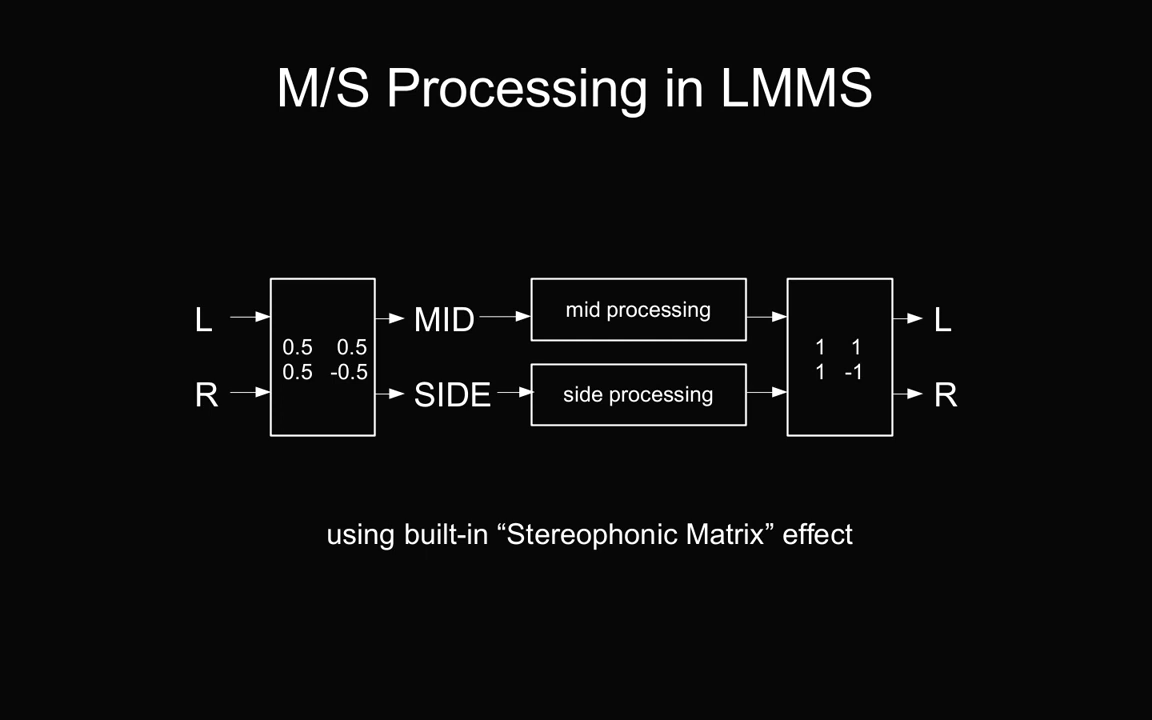 M/S Processing in LMMS
L
R
0.5 0.5
0.5 -0.5
MID
SIDE
mid processing
side processing
1 1
1 -1
L
R
using built-in “Stereophonic Matrix” effect